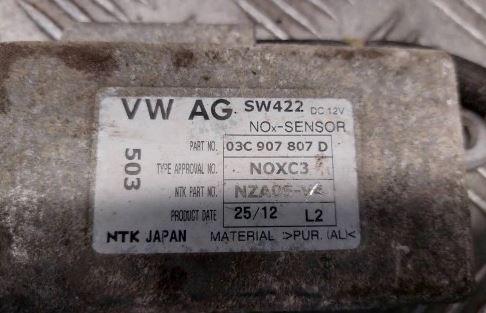 VW AG SW422 DC 12V
NOx-SENSOR
503
PART NO. 03C 907 807 D
TYPE APPROVAL NO. NOXC3
NTK PART NO.
PRODUCT DATE 25/12 L2
NTK JAPAN MATERIAL >PUR.(AL)<